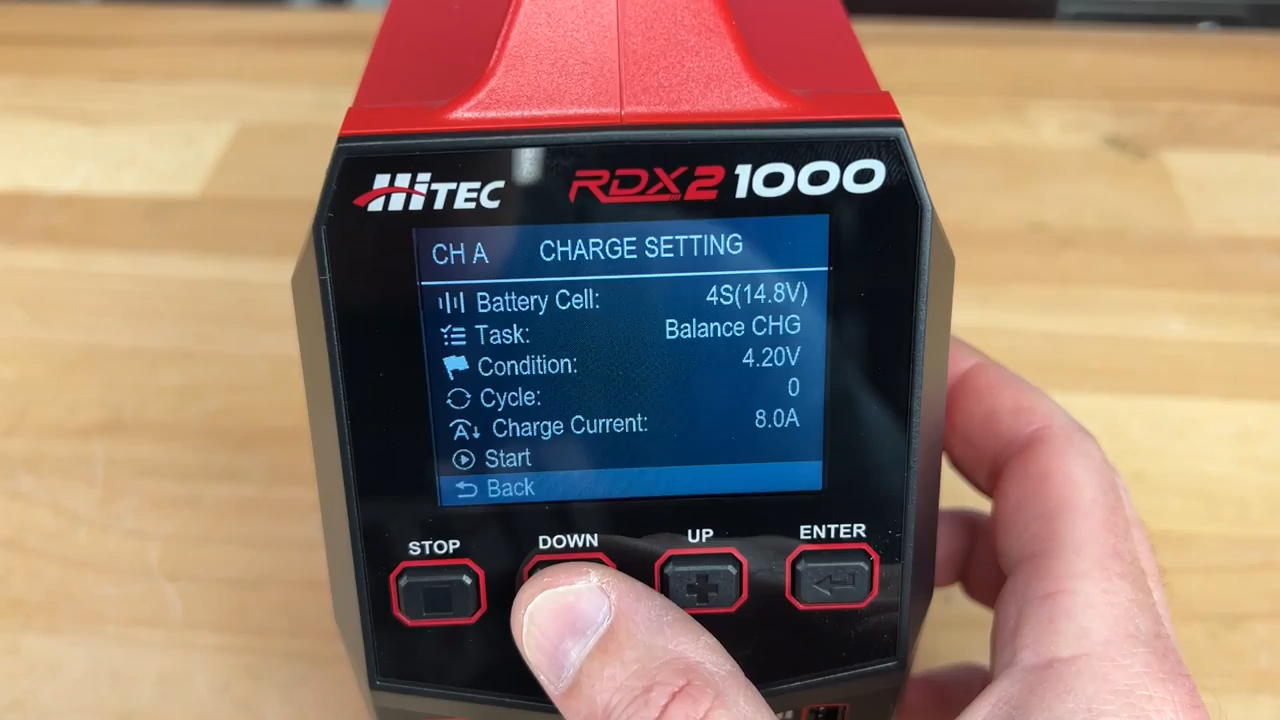 HiTEC RDX2 1000
CH A CHARGE SETTING
Battery Cell: 4S(14.8V)
Task: Balance CHG
Condition: 4.20V
Cycle: 0
Charge Current: 8.0A
Start
Back
STOP DOWN UP ENTER